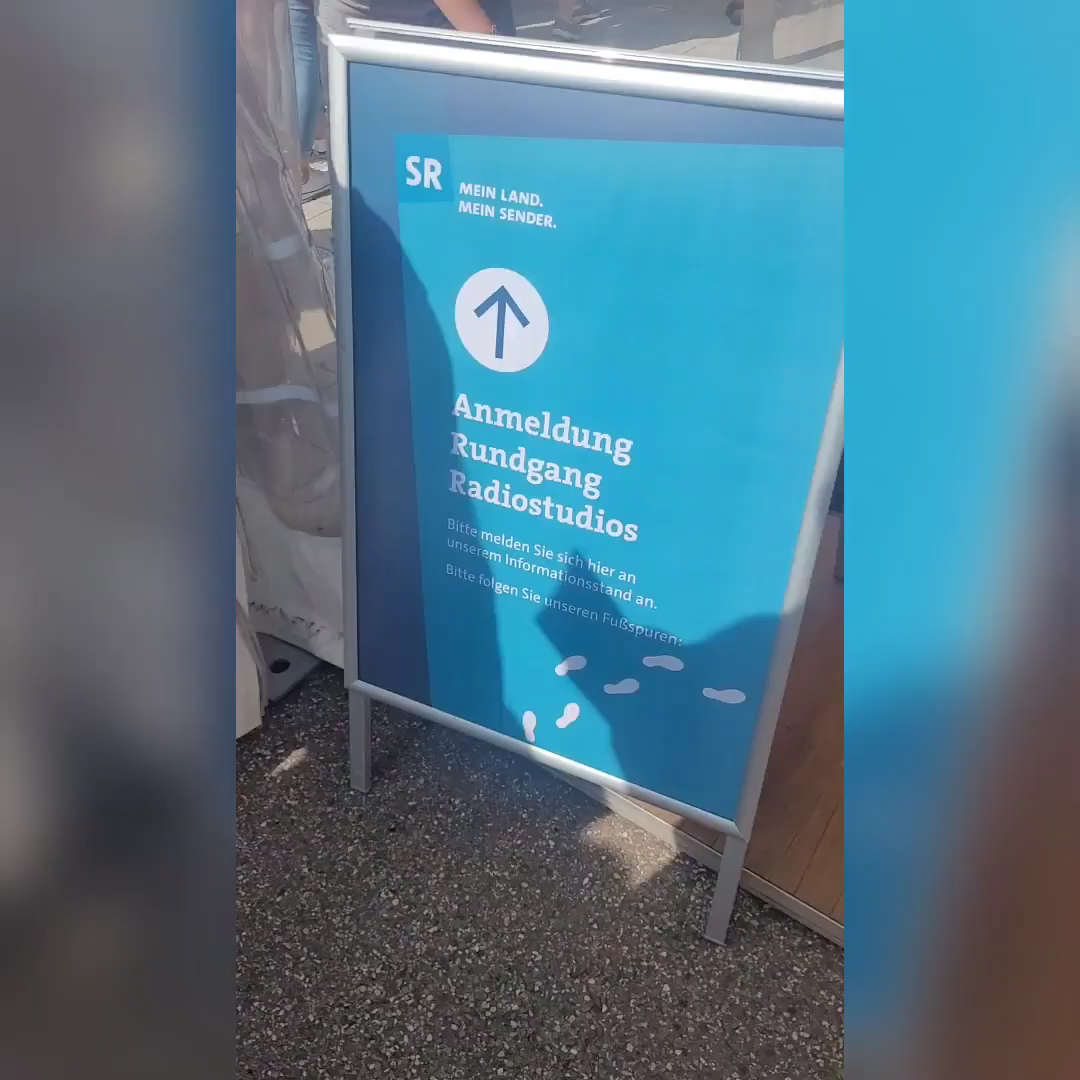 SR
MEIN LAND.
MEIN SENDER.
Anmeldung
Rundgang
Radiostudios
Bitte melden Sie sich hier an
unserem Informationsstand an.
Bitte folgen Sie unseren Fußspuren: